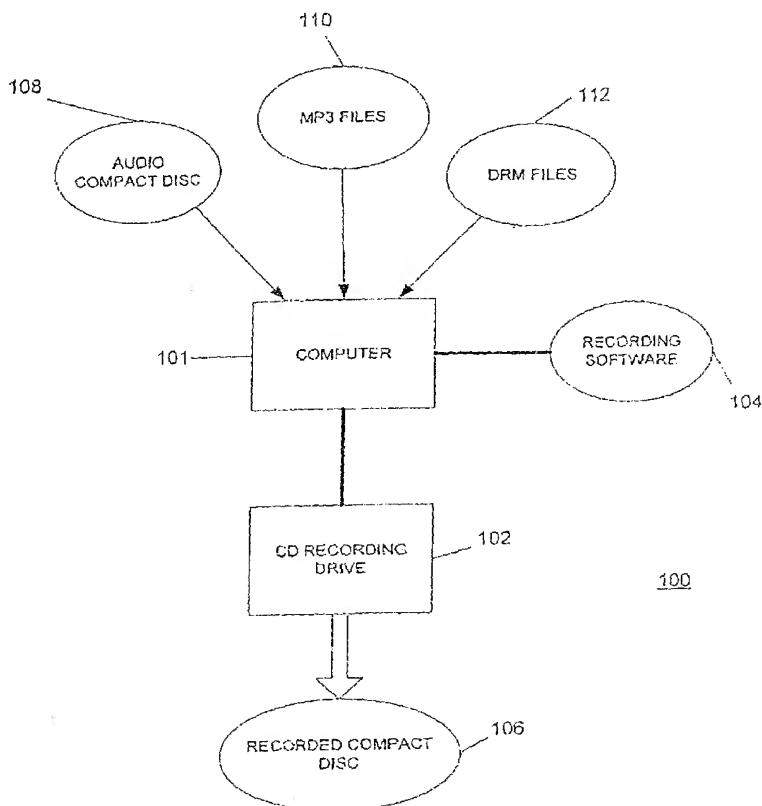 110
108
MP3 FILES
112
AUDIO
COMPACT DISC
DRM FILES
101
COMPUTER
RECORDING
SOFTWARE
104
CD RECORDING
DRIVE
102
100
RECORDED COMPACT
DISC
106